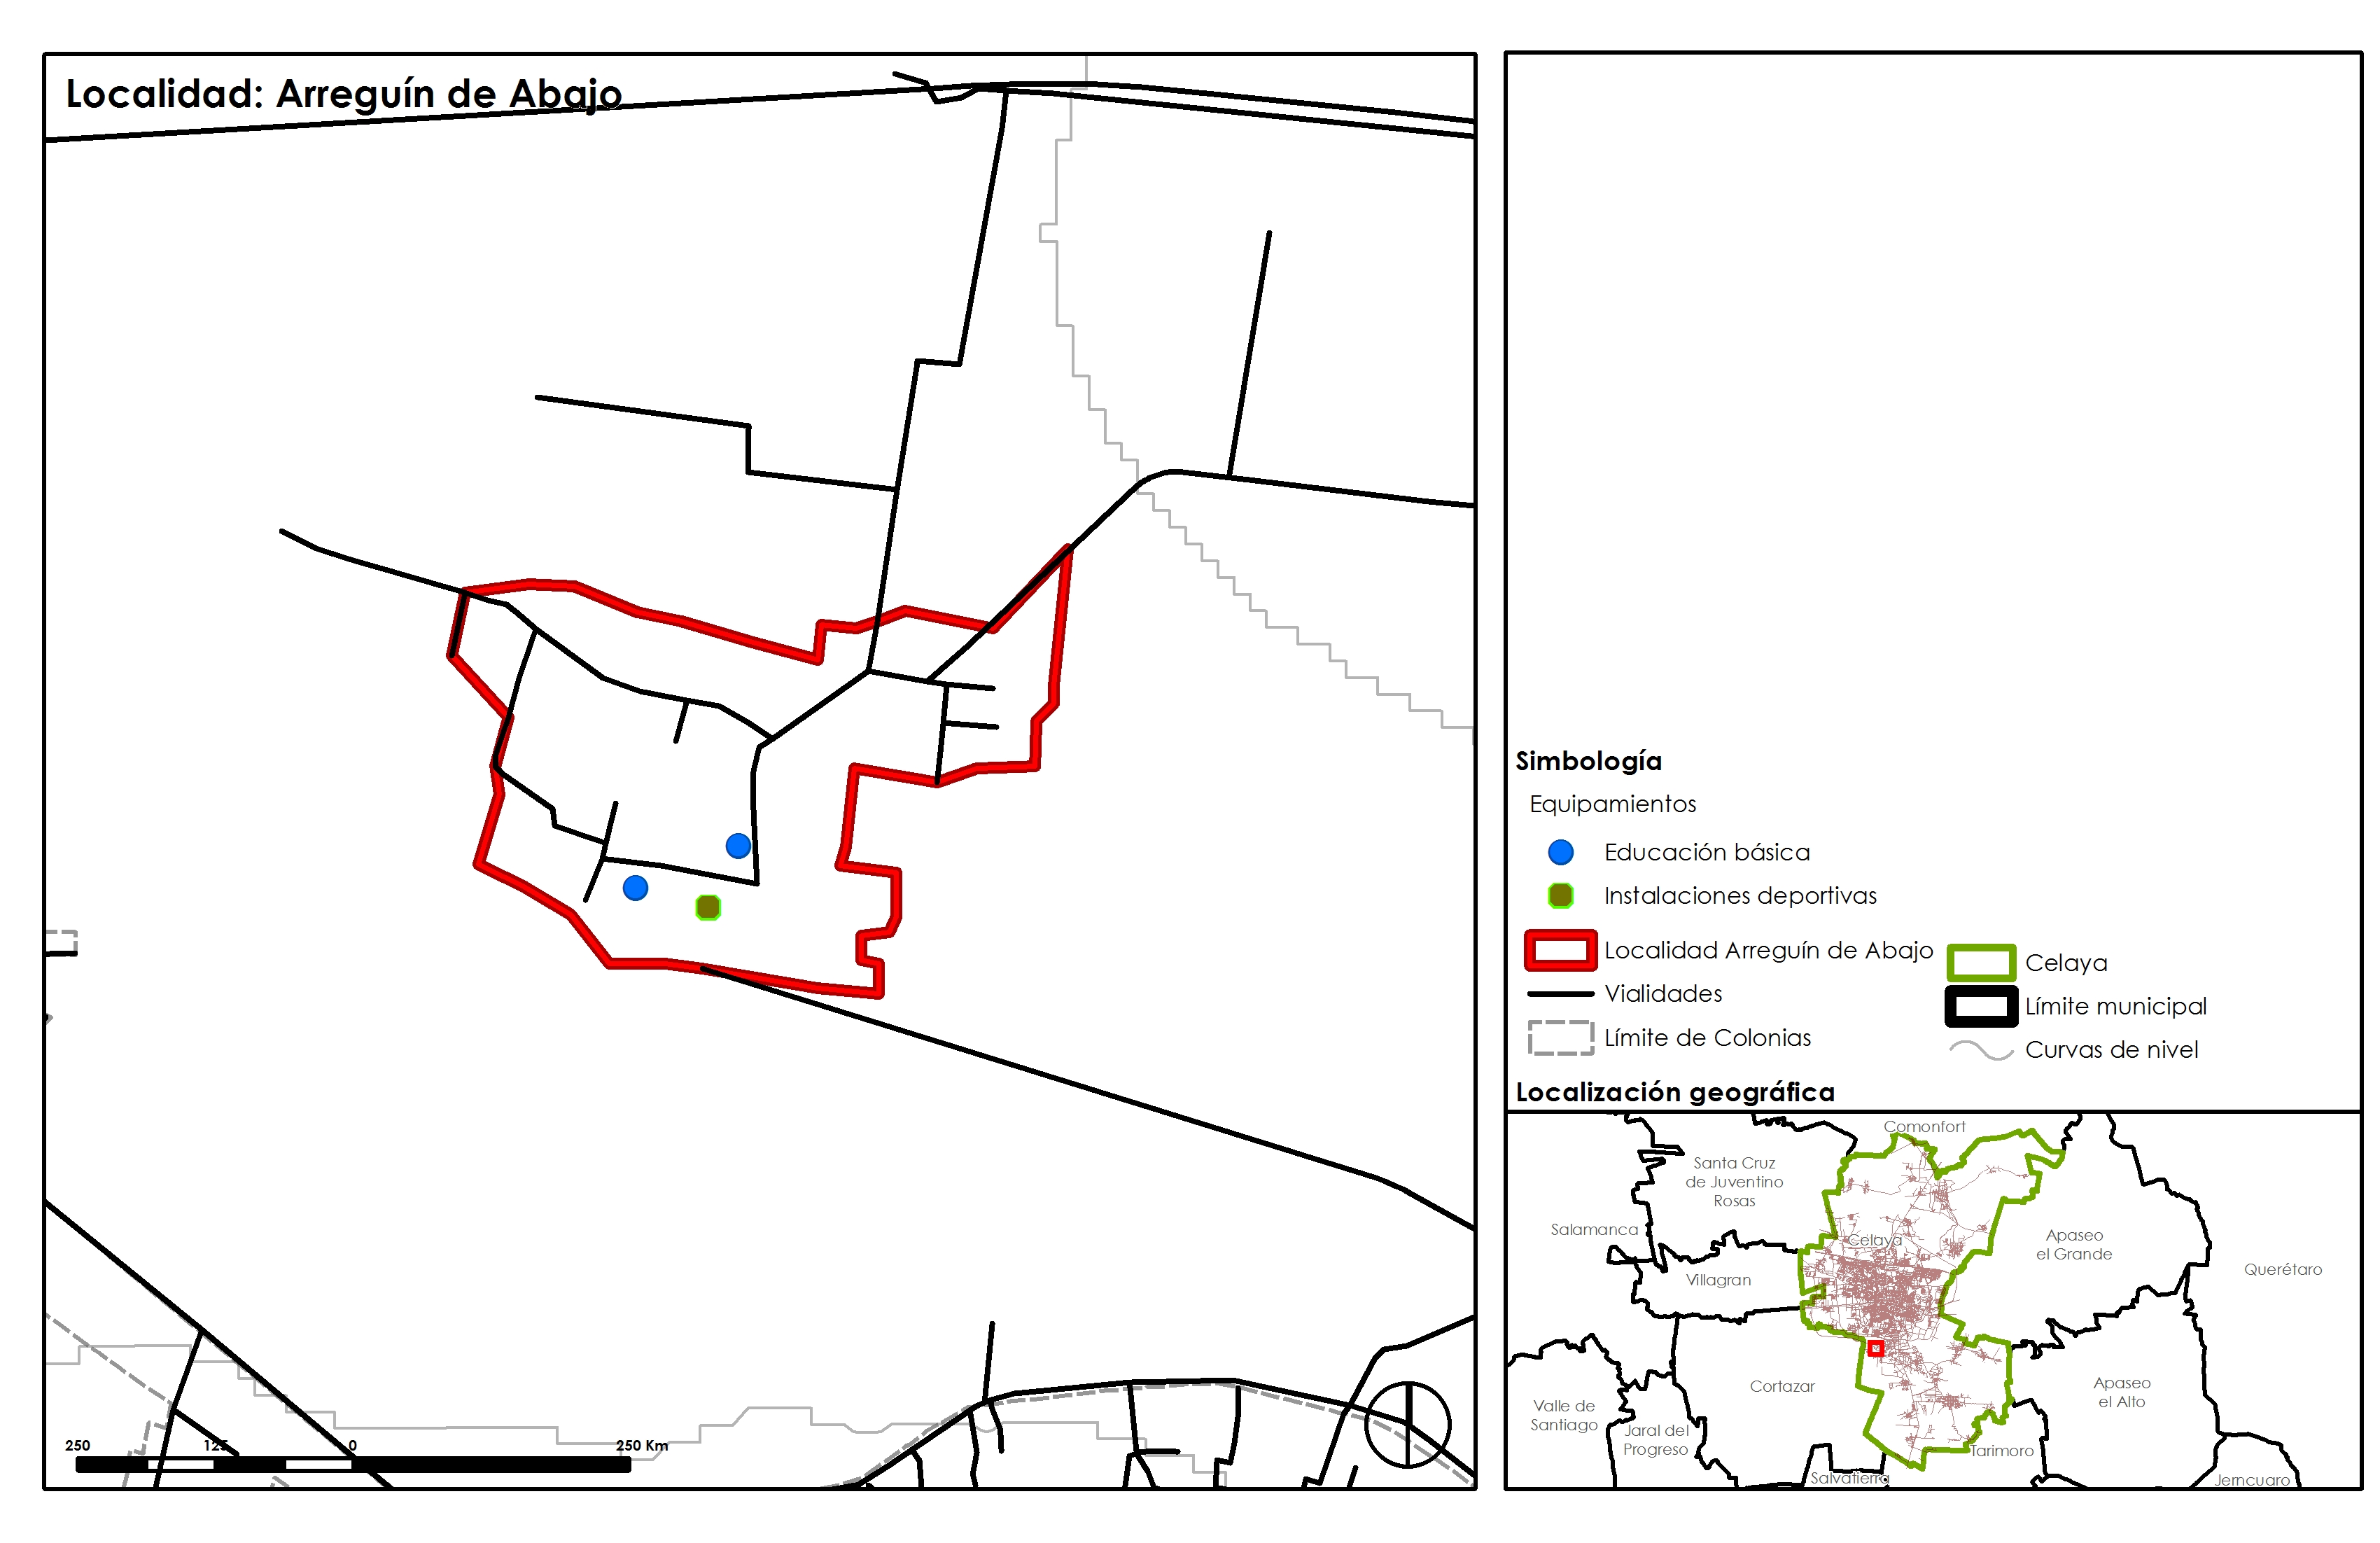 Localidad: Arreguín de Abajo
250
125
0
250 Km
Simbología
Equipamientos
Educación básica
Instalaciones deportivas
Localidad Arreguín de Abajo
Vialidades
Límite de Colonias
Celaya
Límite municipal
Curvas de nivel
Localización geográfica
Comonfort
Santa Cruz
de Juventino
Rosas
Salamanca
Celaya
Apaseo
el Grande
Villagran
Querétaro
Cortazar
Apaseo
el Alto
Valle de
Santiago
Jaral del
Progreso
Tarimoro
Salvatierra
Jerncuaro